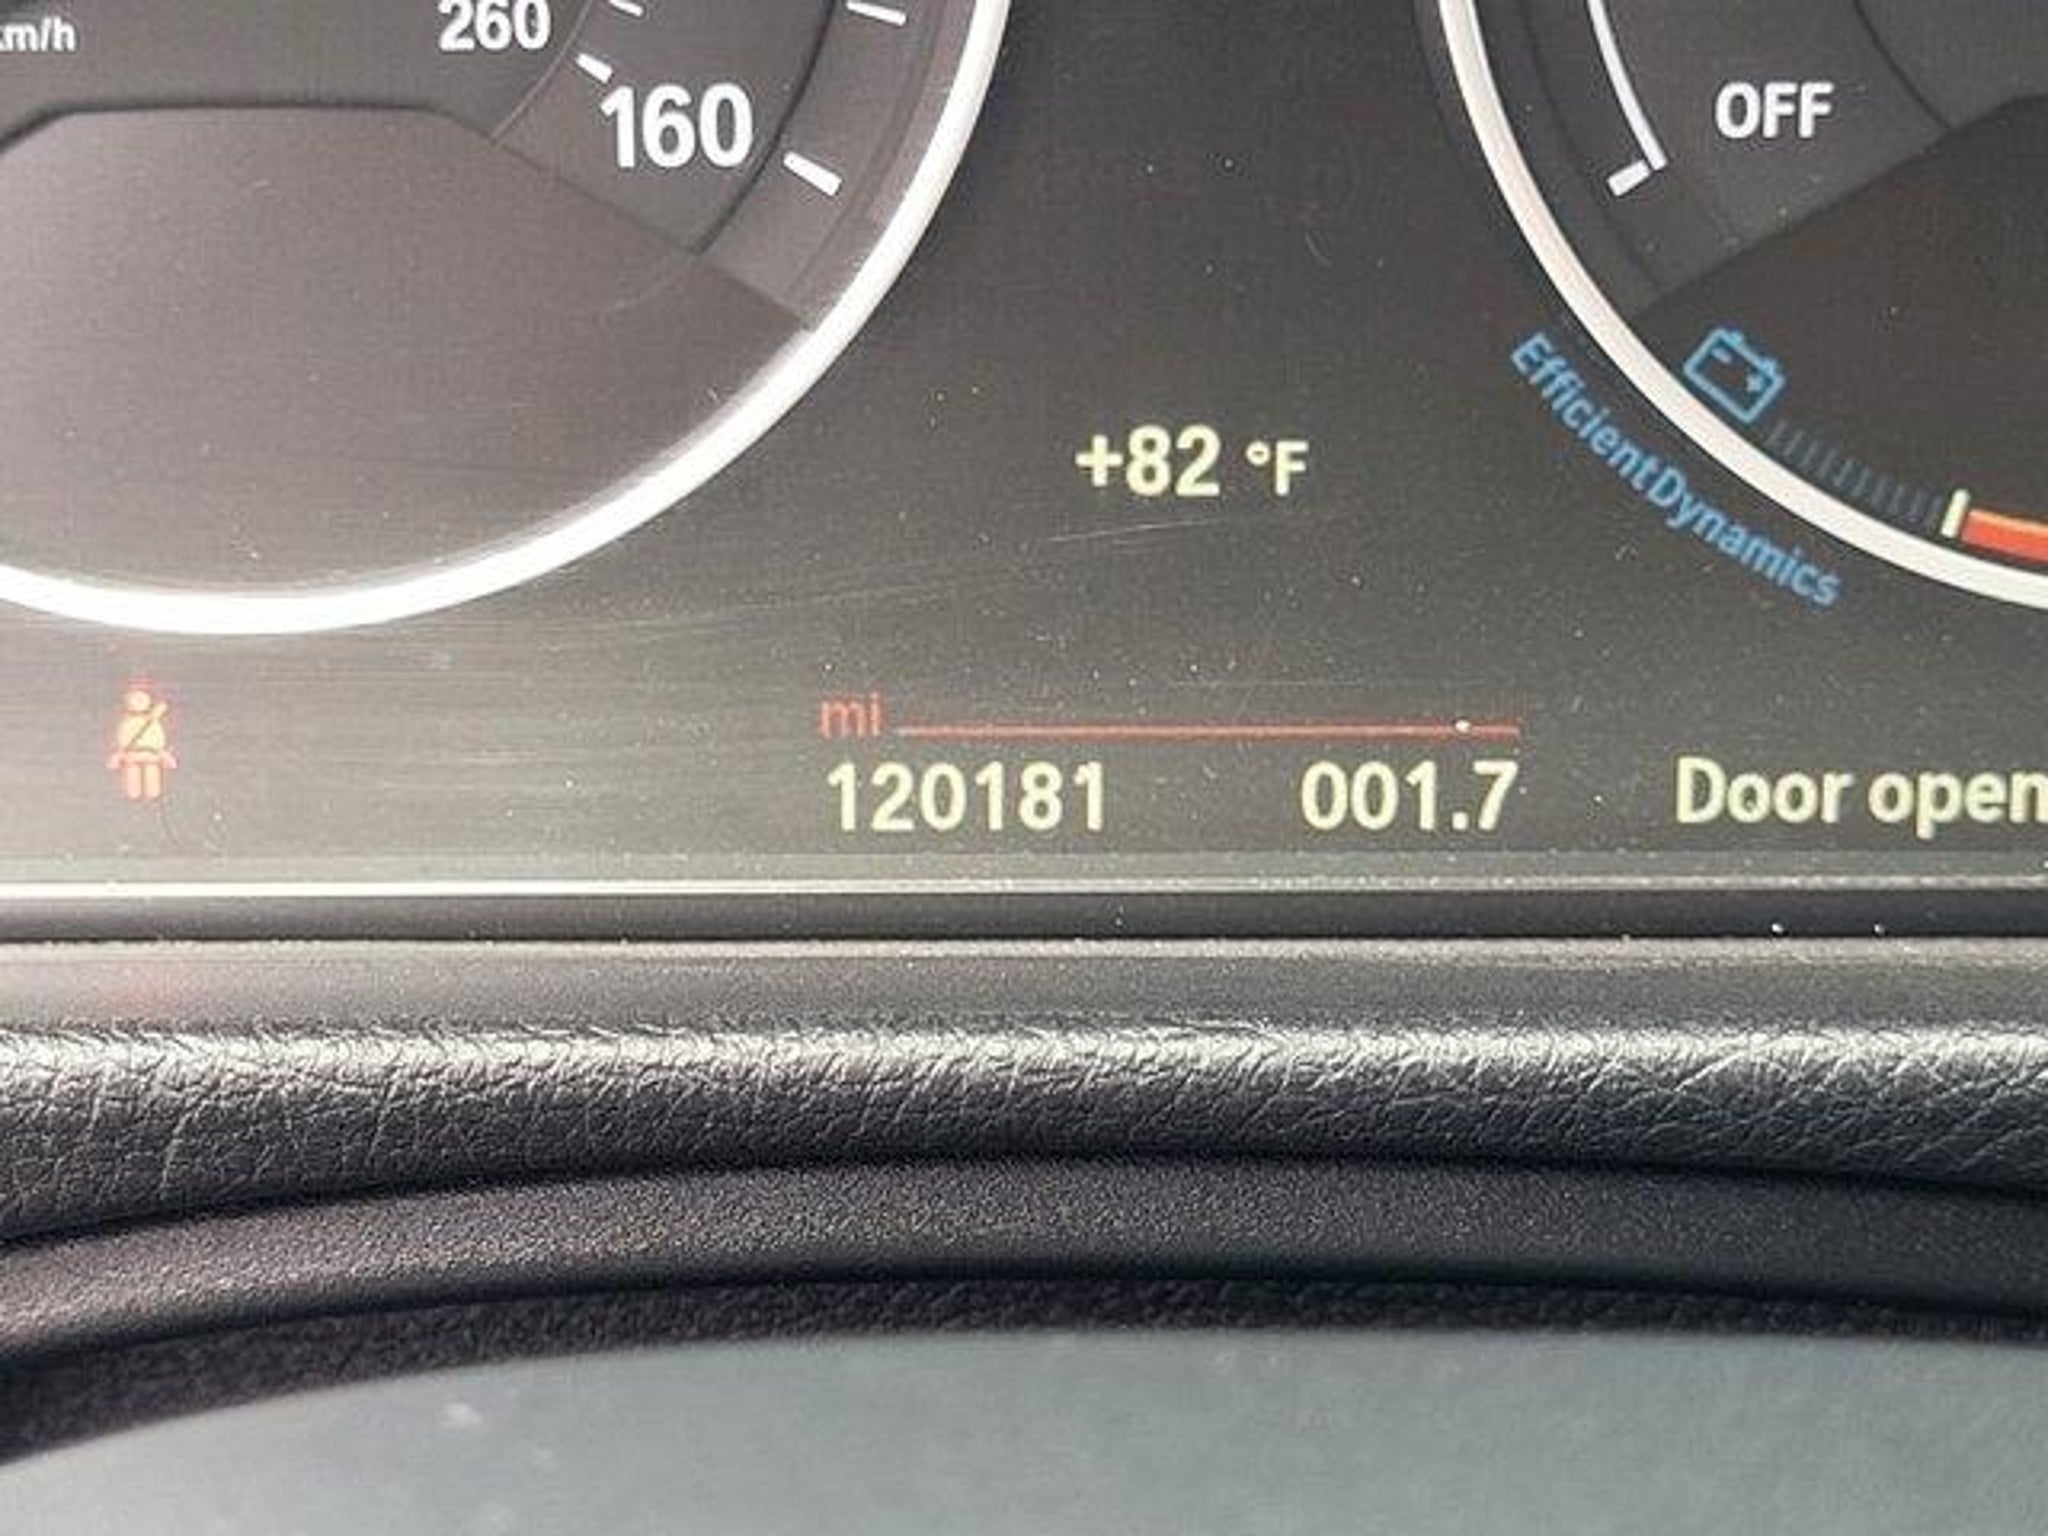 km/h
260
160
OFF
+82 °F
EfficientDynamics
mi
120181 001.7 Door open